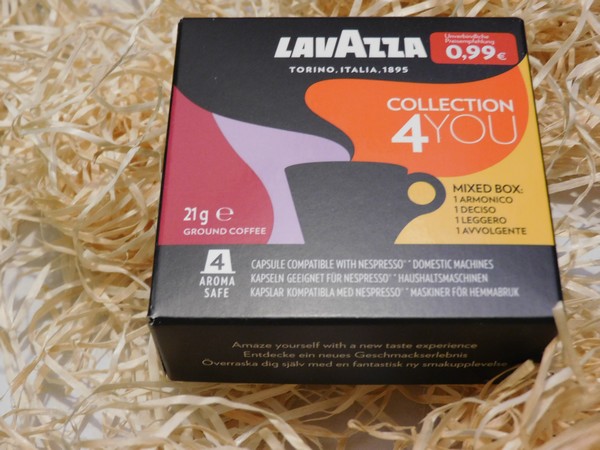 LAVAZZA
TORINO, ITALIA, 1895
Unverbindliche
Preisempfehlung
0,99€
COLLECTION
4YOU
MIXED BOX:
1 ARMONICO
1 DECISO
1 LEGGERO
1 AVVOLGENTE
21 g ℮
GROUND COFFEE
4
AROMA
SAFE
CAPSULE COMPATIBLE WITH NESPRESSO** DOMESTIC MACHINES
KAPSELN GEEIGNET FÜR NESPRESSO** HAUSHALTSMASCHINEN
KAPSLAR KOMPATIBLA MED NESPRESSO** MASKINER FÖR HEMMABRUK
Amaze yourself with a new taste experience
Entdecke ein neues Geschmackserlebnis
Överraska dig själv med en fantastisk ny smakupplevelse